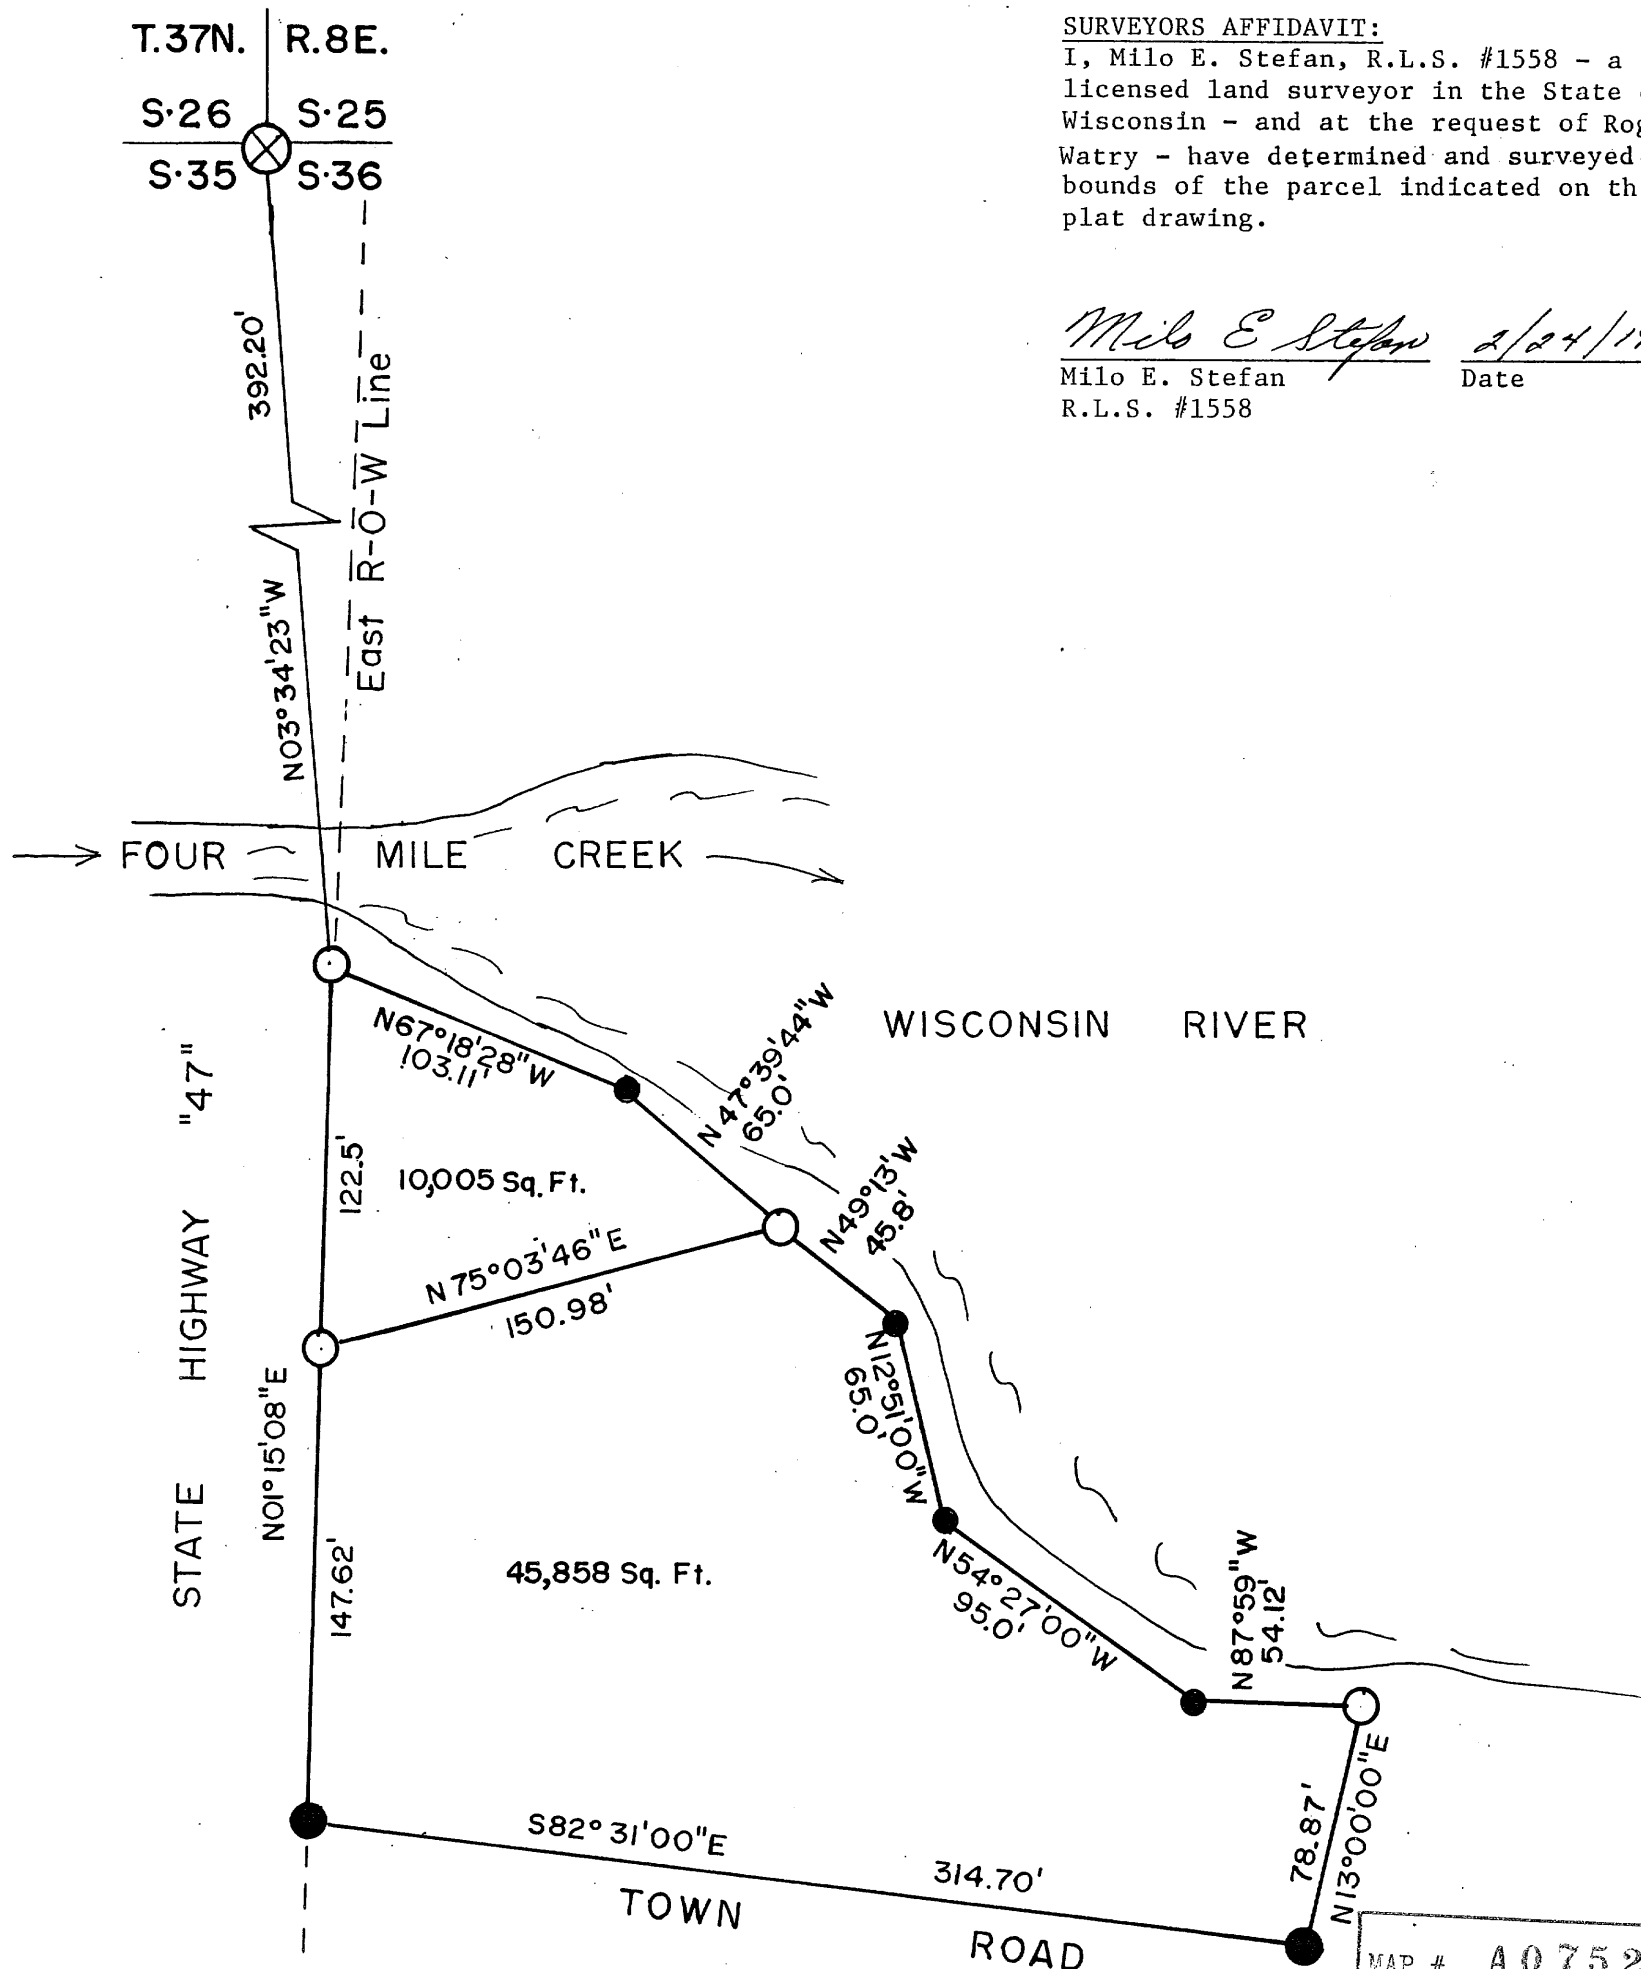 T.37N. R.8E.
S.26 S.25
S.35 S.36
SURVEYORS AFFIDAVIT:
I, Milo E. Stefan, R.L.S. #1558 - a
licensed land surveyor in the State
Wisconsin - and at the request of
Watry - have determined and surveyed
bounds of the parcel indicated on
plat drawing.
Milo E Stefan 2/24/
Milo E. Stefan Date
R.L.S. #1558
392.20'
N03°34'23"W
East R-O-W Line
FOUR MILE CREEK
WISCONSIN RIVER
N67°18'28"W
103.11'
N 47°39'44"W
65.0'
N49°13'W
45.8'
122.5'
10,005 Sq. Ft.
N 75°03'46"E
150.98'
STATE HIGHWAY "47"
N01°15'08"E
147.62'
N12°51'00"W
65.0'
45,858 Sq. Ft.
N54°27'00"W
95.0'
N87°59"W
54.12'
78.87'
N13°00'00"E
S82°31'00"E
314.70'
TOWN ROAD
MAP # A0752